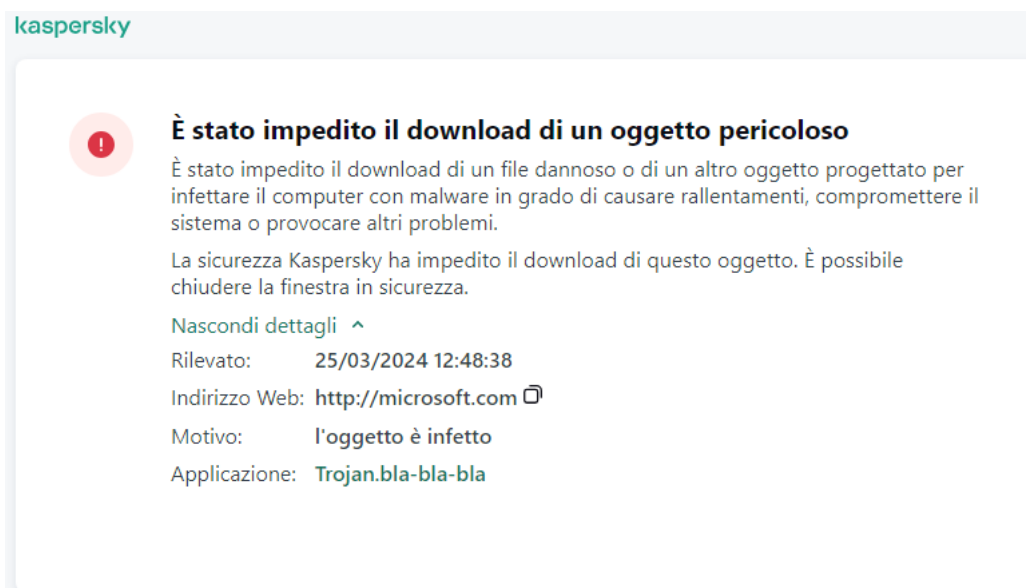 kaspersky
È stato impedito il download di un oggetto pericoloso
È stato impedito il download di un file dannoso o di un altro oggetto progettato per
infettare il computer con malware in grado di causare rallentamenti, compromettere il
sistema o provocare altri problemi.
La sicurezza Kaspersky ha impedito il download di questo oggetto. È possibile
chiudere la finestra in sicurezza.
Nascondi dettagli
Rilevato: 25/03/2024 12:48:38
Indirizzo Web: http://microsoft.com
Motivo: l'oggetto è infetto
Applicazione: Trojan.bla-bla-bla